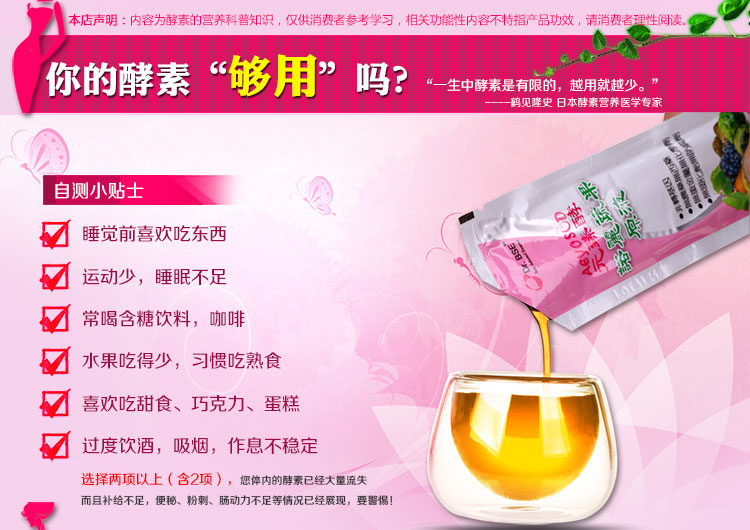 本店声明：内容为酵素的营养科普知识，仅供消费者参考学习，相关功能性内容不特指产品功效，请消费者理性阅读。
你的酵素“够用”吗?
“一生中酵素是有限的，越用就越少。”
----鹤见隆史 日本酵素营养医学专家
自测小贴士
睡觉前喜欢吃东西
运动少，睡眠不足
常喝含糖饮料，咖啡
水果吃得少，习惯吃熟食
喜欢吃甜食、巧克力、蛋糕
过度饮酒，吸烟，作息不稳定
选择两项以上（含2项），您体内的酵素已经大量流失
而且补给不足，便秘、粉刺、肠动力不足等情况已经展现，要警惕！
Dr. BSE